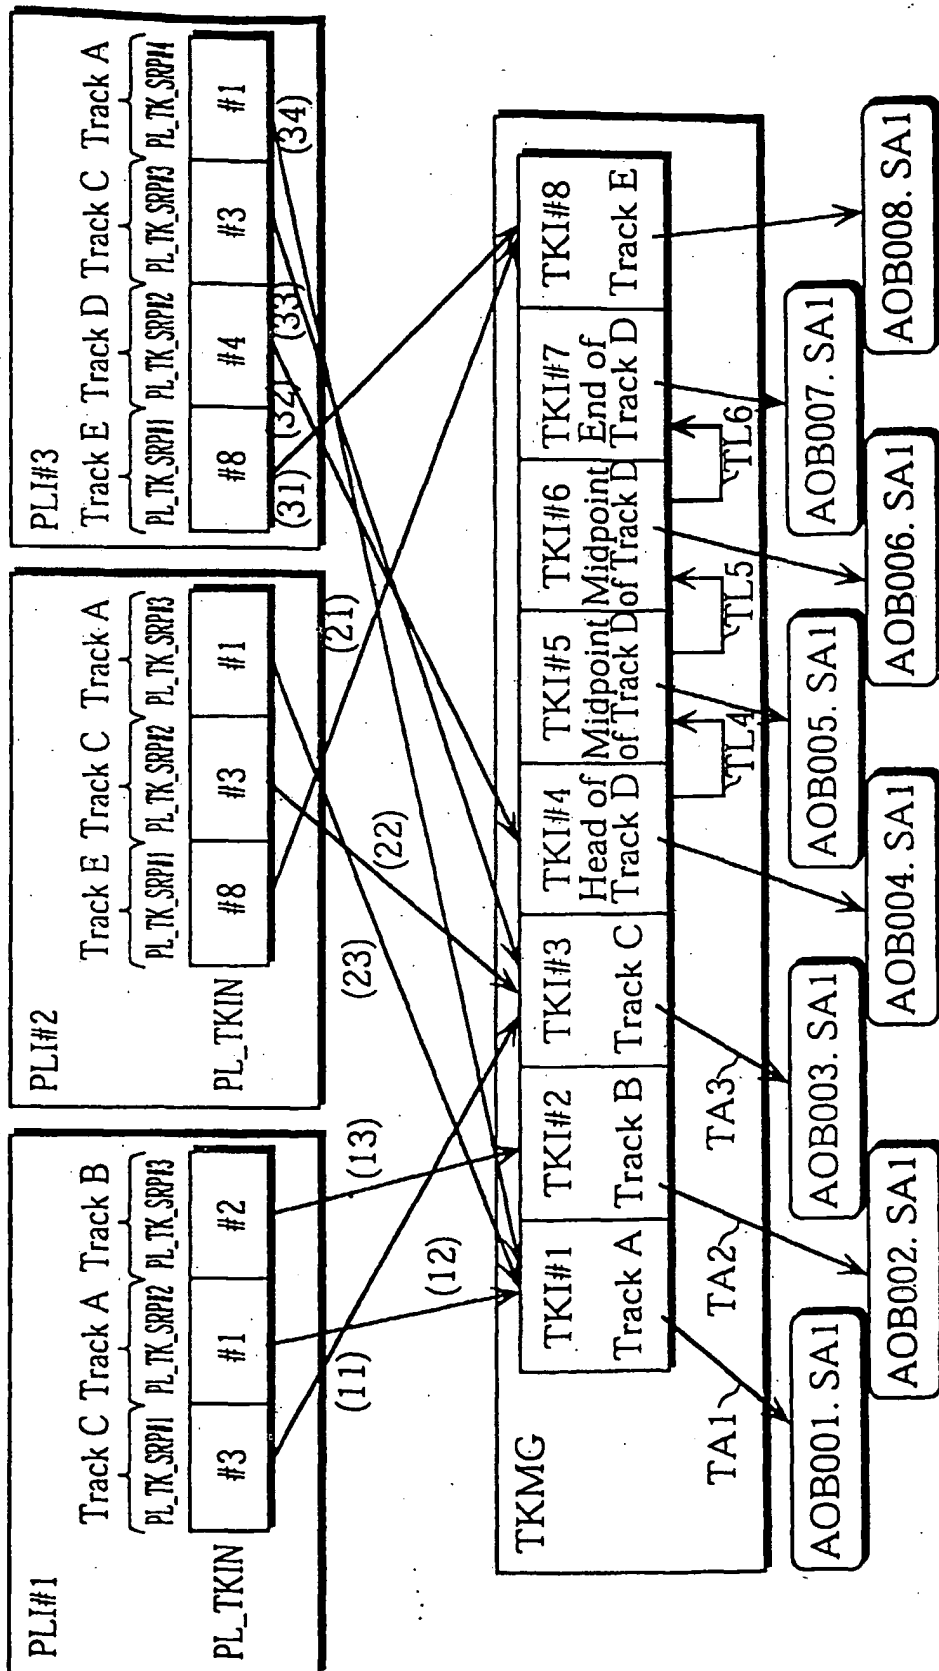 PLI#1
Track C Track A Track B
PL_TK_SRP#1 PL_TK_SRP#2 PL_TK_SRP#3
PL_TKIN #3 #1 #2
PLI#2
Track E Track C Track A
PL_TK_SRP#1 PL_TK_SRP#2 PL_TK_SRP#3
PL_TKIN #8 #3 #1
PLI#3
Track E Track D Track C Track A
PL_TK_SRP#1 PL_TK_SRP#2 PL_TK_SRP#3 PL_TK_SRP#4
#8 #4 #3 #1
(11) (12) (13)
(23) (22) (21)
(31) (32) (33) (34)
TKMG
TKI#1
Track A
TKI#2
Track B
TKI#3
Track C
TKI#4
Head of
Track D
TKI#5
Midpoint
of Track D
TKI#6
Midpoint
of Track D
TKI#7
End of
Track D
TKI#8
Track E
TA1 TA2 TA3 TL4 TL5 TL6
AOB001. SA1
AOB002. SA1
AOB003. SA1
AOB004. SA1
AOB005. SA1
AOB006. SA1
AOB007. SA1
AOB008. SA1